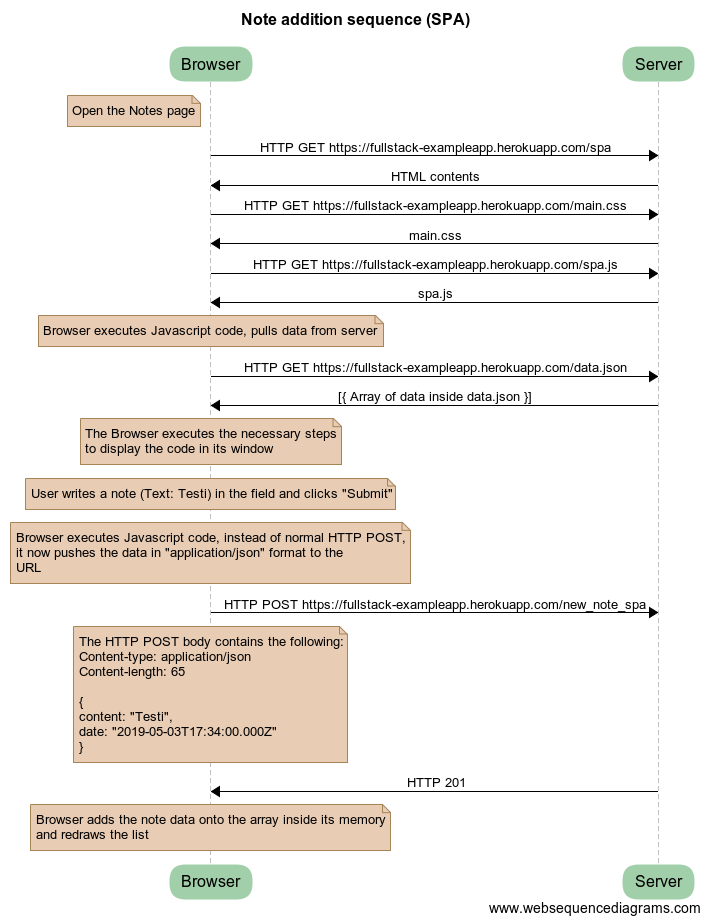 Note addition sequence (SPA)
Browser
Server
Open the Notes page
HTTP GET https://fullstack-exampleapp.herokuapp.com/spa
HTML contents
HTTP GET https://fullstack-exampleapp.herokuapp.com/main.css
main.css
HTTP GET https://fullstack-exampleapp.herokuapp.com/spa.js
spa.js
Browser executes Javascript code, pulls data from server
HTTP GET https://fullstack-exampleapp.herokuapp.com/data.json
[{ Array of data inside data.json }]
The Browser executes the necessary steps
to display the code in its window
User writes a note (Text: Testi) in the field and clicks "Submit"
Browser executes Javascript code, instead of normal HTTP POST,
it now pushes the data in "application/json" format to the
URL
HTTP POST https://fullstack-exampleapp.herokuapp.com/new_note_spa
The HTTP POST body contains the following:
Content-type: application/json
Content-length: 65
{
content: "Testi",
date: "2019-05-03T17:34:00.000Z"
}
HTTP 201
Browser adds the note data onto the array inside its memory
and redraws the list
Browser
Server
www.websequencediagrams.com